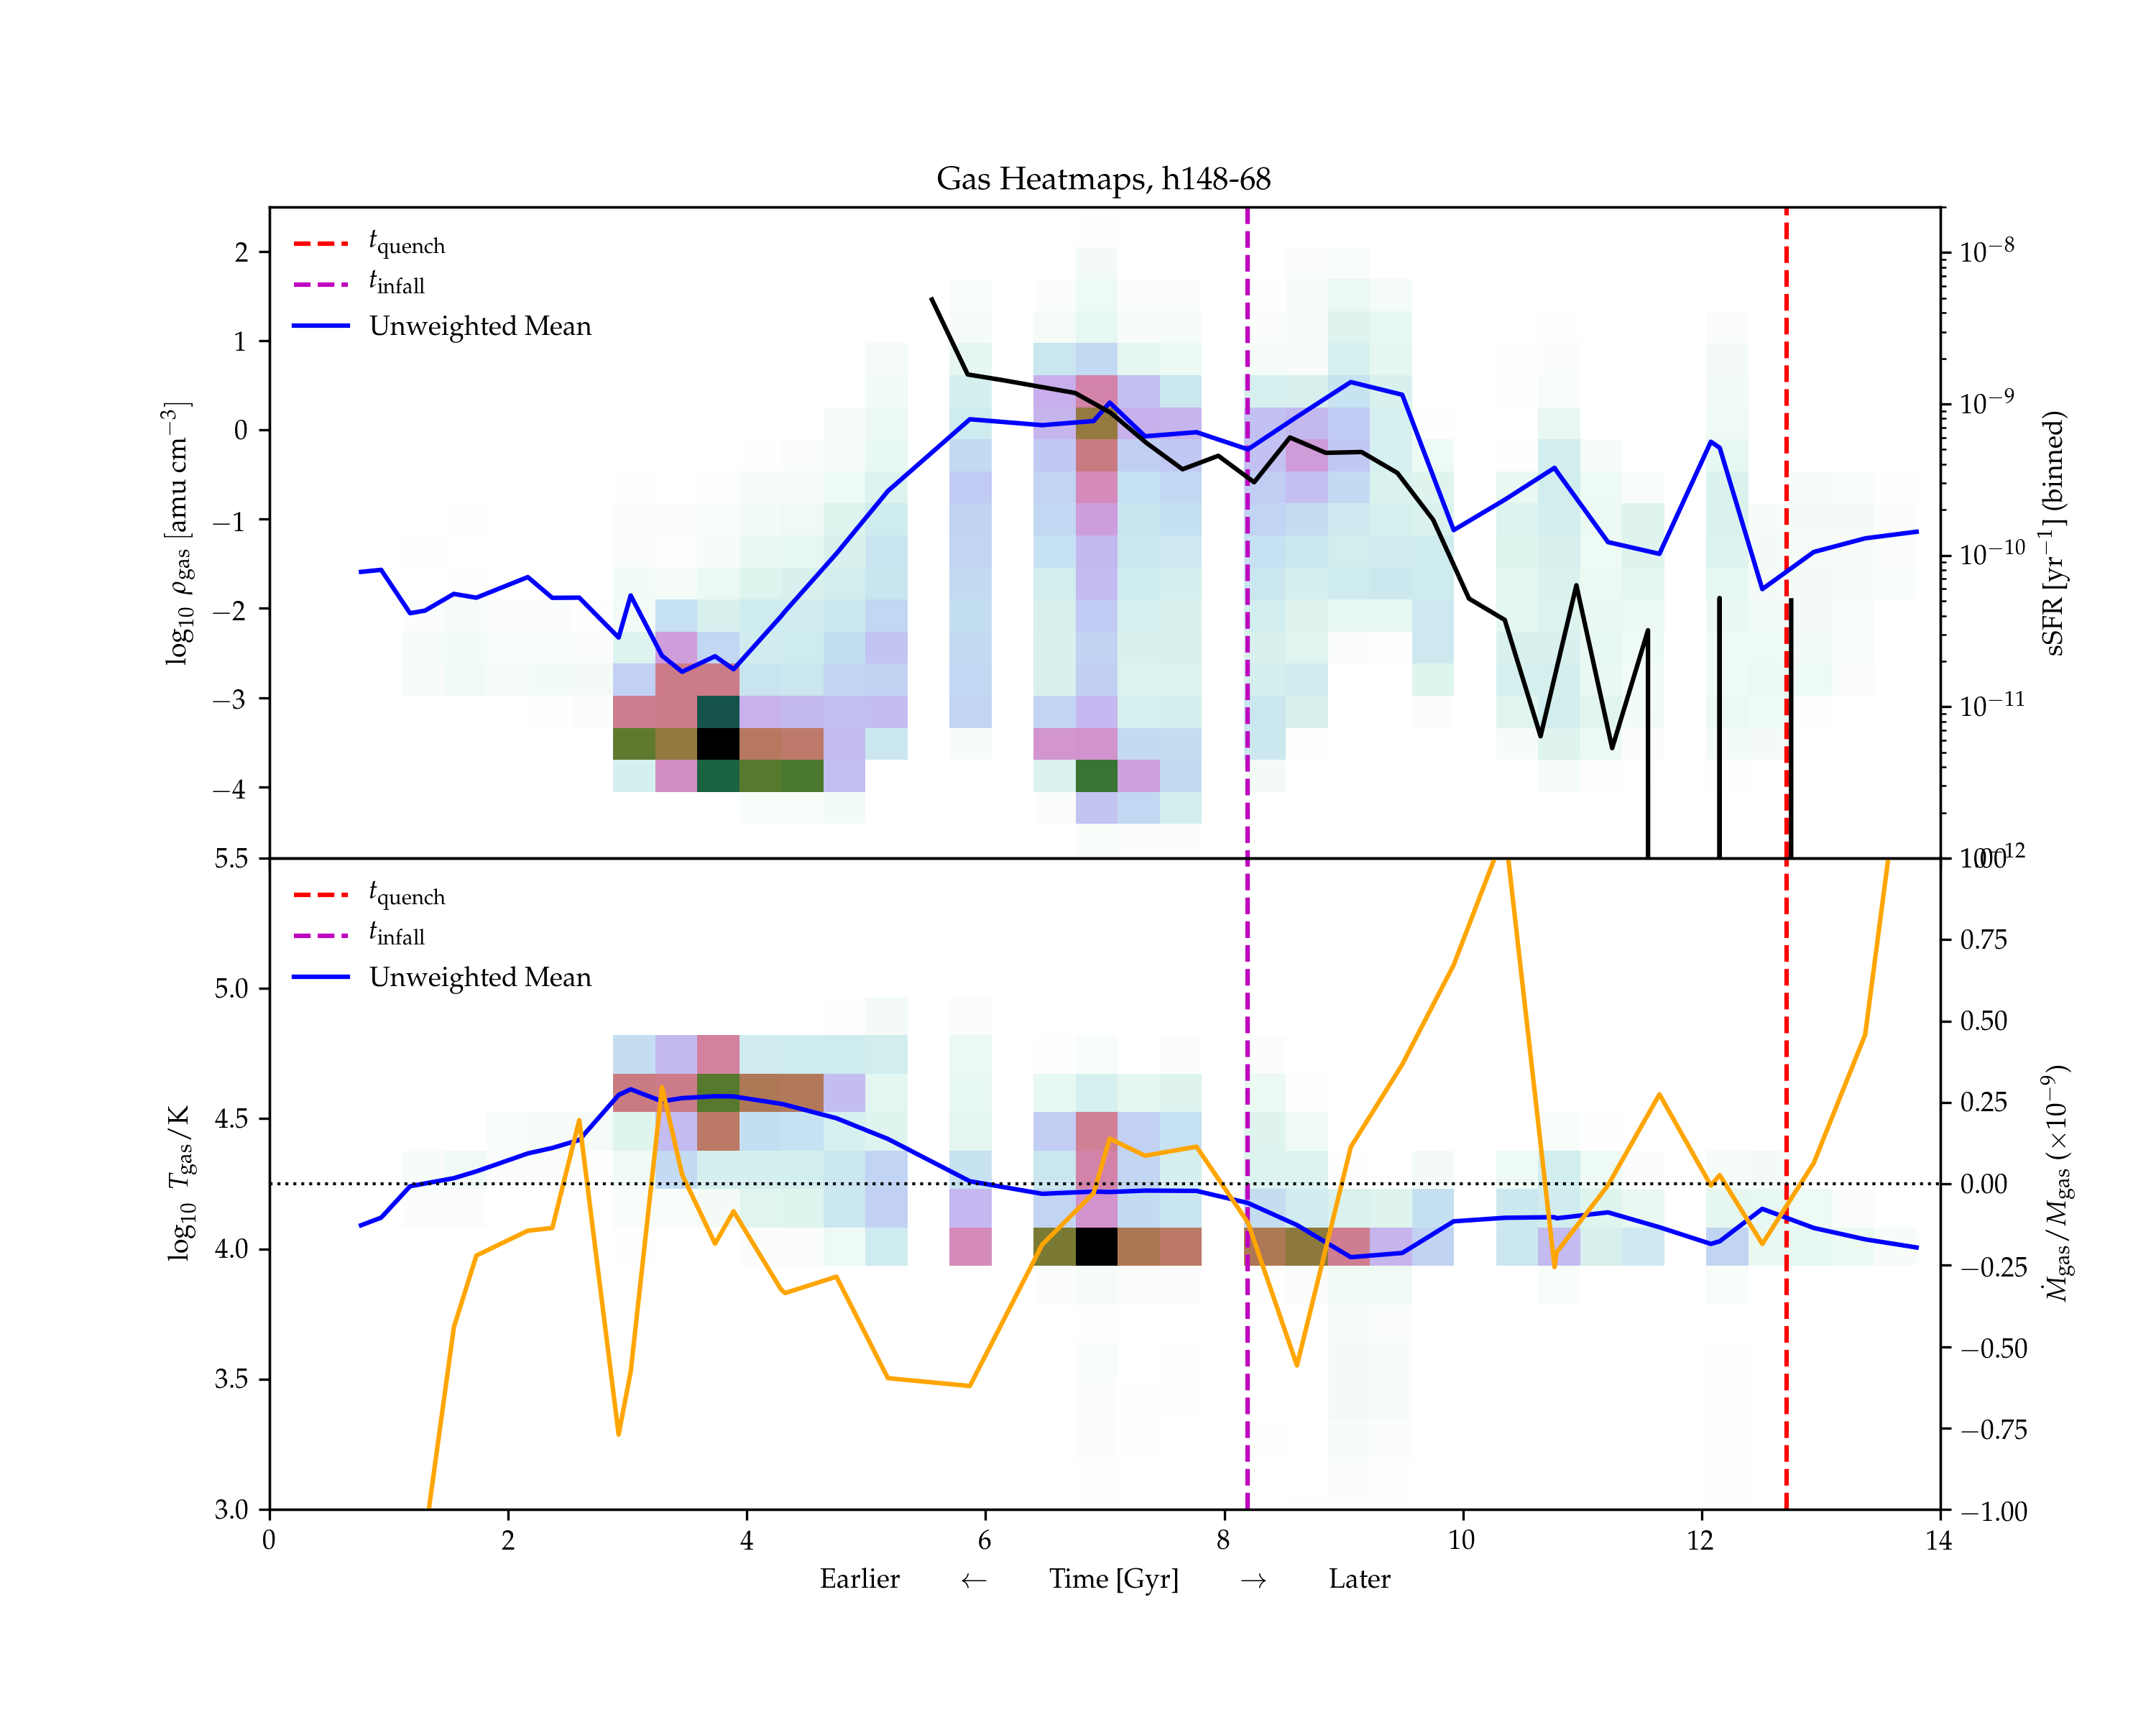 Gas Heatmaps, h148-68
t_quench
t_infall
Unweighted Mean
2
1
0
−1
−2
−3
−4
log10 ρgas [amu cm⁻³]
10⁻⁸
10⁻⁹
10⁻¹⁰
10⁻¹¹
10⁻¹²
sSFR [yr⁻¹] (binned)
t_quench
t_infall
Unweighted Mean
5.5
5.0
4.5
4.0
3.5
3.0
log10 Tgas/K
1.00
0.75
0.50
0.25
0.00
−0.25
−0.50
−0.75
−1.00
Ṁgas/Mgas (×10⁻⁹)
0 2 4 6 8 10 12 14
Earlier ← Time [Gyr] → Later